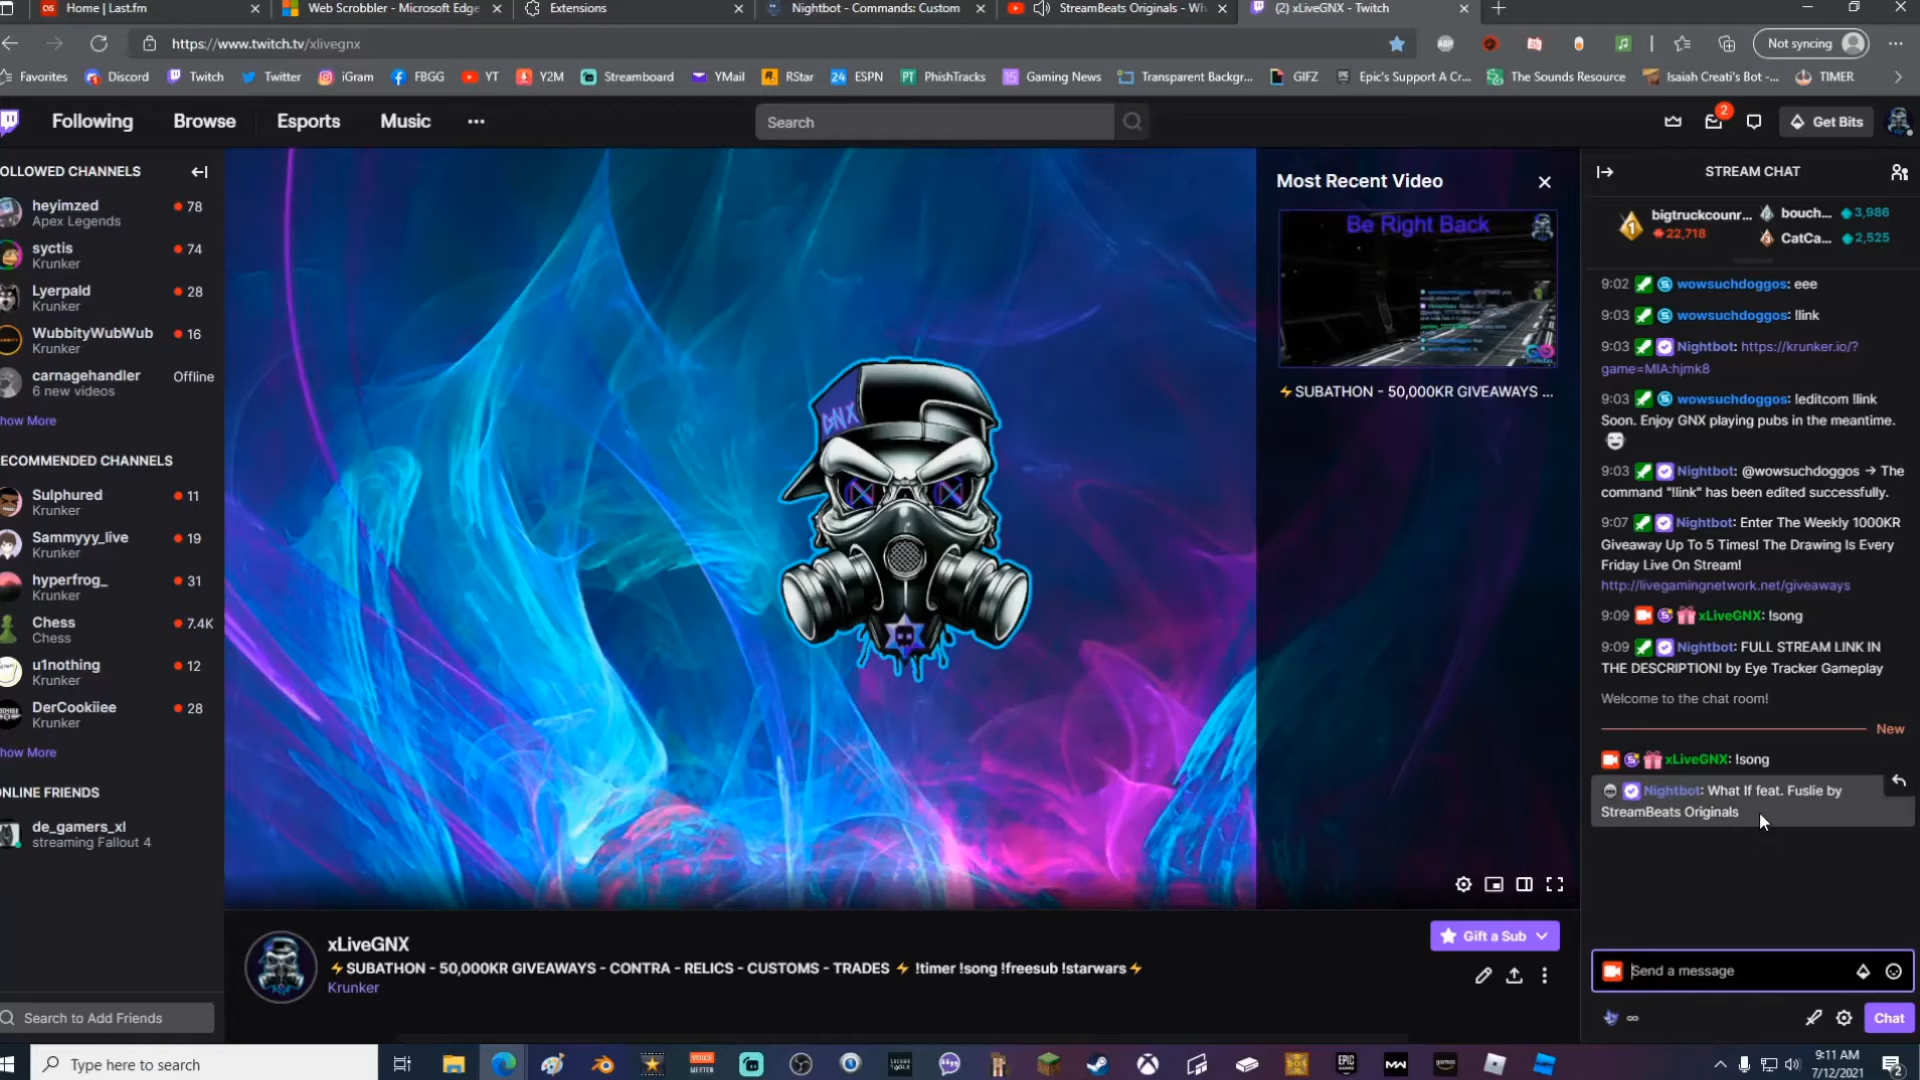 Home | Last.fm
Web Scrobbler - Microsoft Edge
Extensions
Nightbot - Commands: Custom
StreamBeats Originals - Wh
(2) xLiveGNX - Twitch
https://www.twitch.tv/xlivegnx
Not syncing
Favorites
Discord
Twitch
Twitter
iGram
FBGG
YT
Y2M
Streamboard
YMail
RStar
24 ESPN
PhishTracks
Gaming News
Transparent Backgr...
GIFZ
Epic's Support A Cr...
The Sounds Resource
Isaiah Creati's Bot -...
TIMER
Following
Browse
Esports
Music
Search
2
Get Bits
OLLOWED CHANNELS
heyimzed
78
Apex Legends
syctis
74
Krunker
Lyerpald
28
Krunker
WubbityWubWub
16
Krunker
carnagehandler
Offline
6 new videos
how More
ECOMMENDED CHANNELS
Sulphured
11
Krunker
Sammyyy_live
19
Krunker
hyperfrog_
31
Krunker
Chess
7.4K
Chess
u1nothing
12
Krunker
DerCookiiee
28
Krunker
how More
NLINE FRIENDS
de_gamers_xl
streaming Fallout 4
Search to Add Friends
GNX
Most Recent Video
Be Right Back
⚡SUBATHON - 50,000KR GIVEAWAYS ...
xLiveGNX
⚡SUBATHON - 50,000KR GIVEAWAYS - CONTRA - RELICS - CUSTOMS - TRADES ⚡ !timer !song !freesub !starwars⚡
Krunker
Gift a Sub
STREAM CHAT
1
bigtruckcounr...
22,718
bouch...
3,986
CatCa...
2,525
9:02 wowsuchdoggos: eee
9:03 wowsuchdoggos: !link
9:03 Nightbot: https://krunker.io/?
game=MIA:hjmk8
9:03 wowsuchdoggos: !editcom !link
Soon. Enjoy GNX playing pubs in the meantime.
9:03 Nightbot: @wowsuchdoggos → The
command "!link" has been edited successfully.
9:07 Nightbot: Enter The Weekly 1000KR
Giveaway Up To 5 Times! The Drawing Is Every
Friday Live On Stream!
http://livegamingnetwork.net/giveaways
9:09 xLiveGNX: !song
9:09 Nightbot: FULL STREAM LINK IN
THE DESCRIPTION! by Eye Tracker Gameplay
Welcome to the chat room!
New
xLiveGNX: !song
Nightbot: What If feat. Fuslie by
StreamBeats Originals
Send a message
Chat
Type here to search
9:11 AM
7/12/2021
2